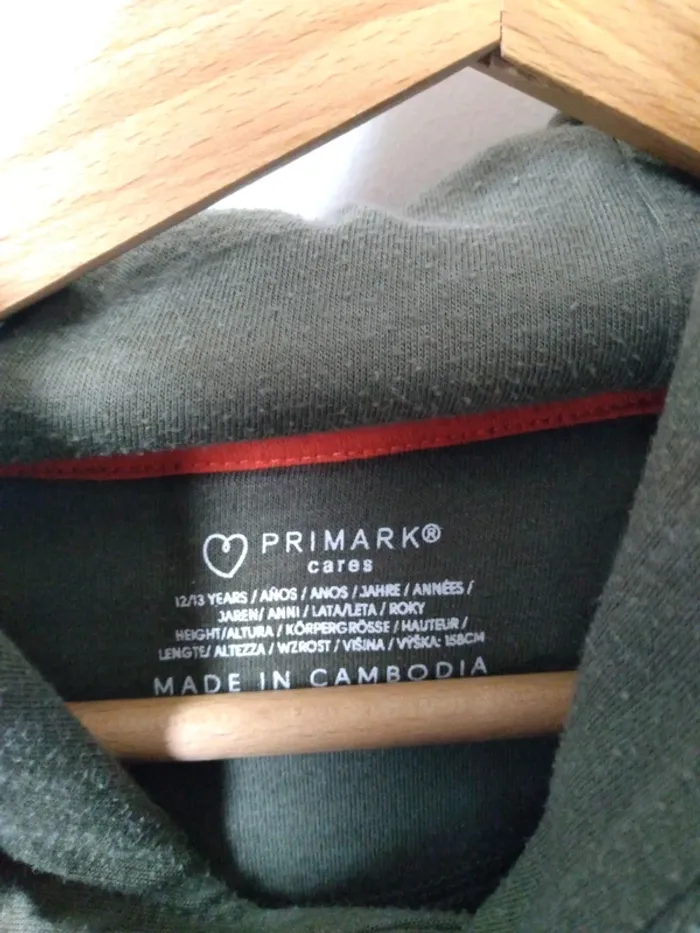 PRIMARK®
cares
12/13 YEARS / AÑOS / ANOS / JAHRE / ANNÉES /
JAREN/ ANNI / LATA/LETA / ROKY
HEIGHT/ALTURA / KÖRPERGRÖSSE / HAUTEUR /
LENGTE/ ALTEZZA / WZROST / VIŠINA / VÝŠKA: 158CM
MADE IN CAMBODIA